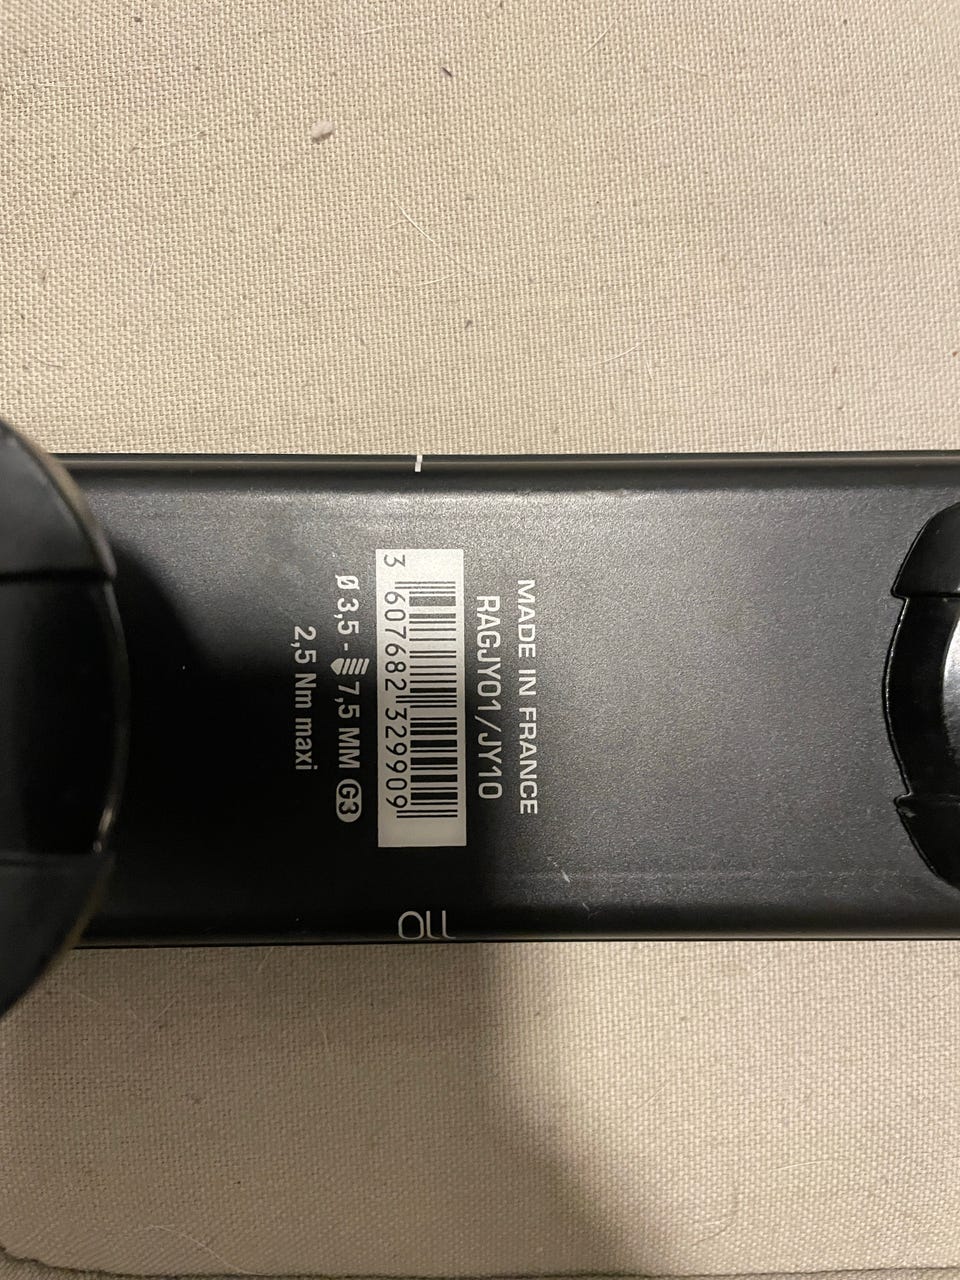 MADE IN FRANCE
RAGJY01/JY10
3 607682 329909
Ø 3,5 - 7,5 MM G3
2,5 Nm maxi